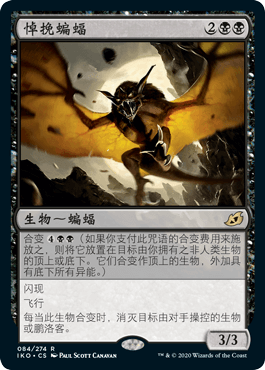 悼挽蝙蝠 2
生物～蝙蝠
合变 4 (如果你支付此咒语的合变费用来施
放之,则将它放置在目标由你拥有之非人类生物
的顶上或底下。它们合变作顶上的生物,外加具
有底下所有异能。)
闪现
飞行
每当此生物合变时,消灭目标由对手操控的生物
或鹏洛客。
3/3
084/274 R
IKO • CS PAUL SCOTT CANAVAN
™ & © 2020 Wizards of the Coast